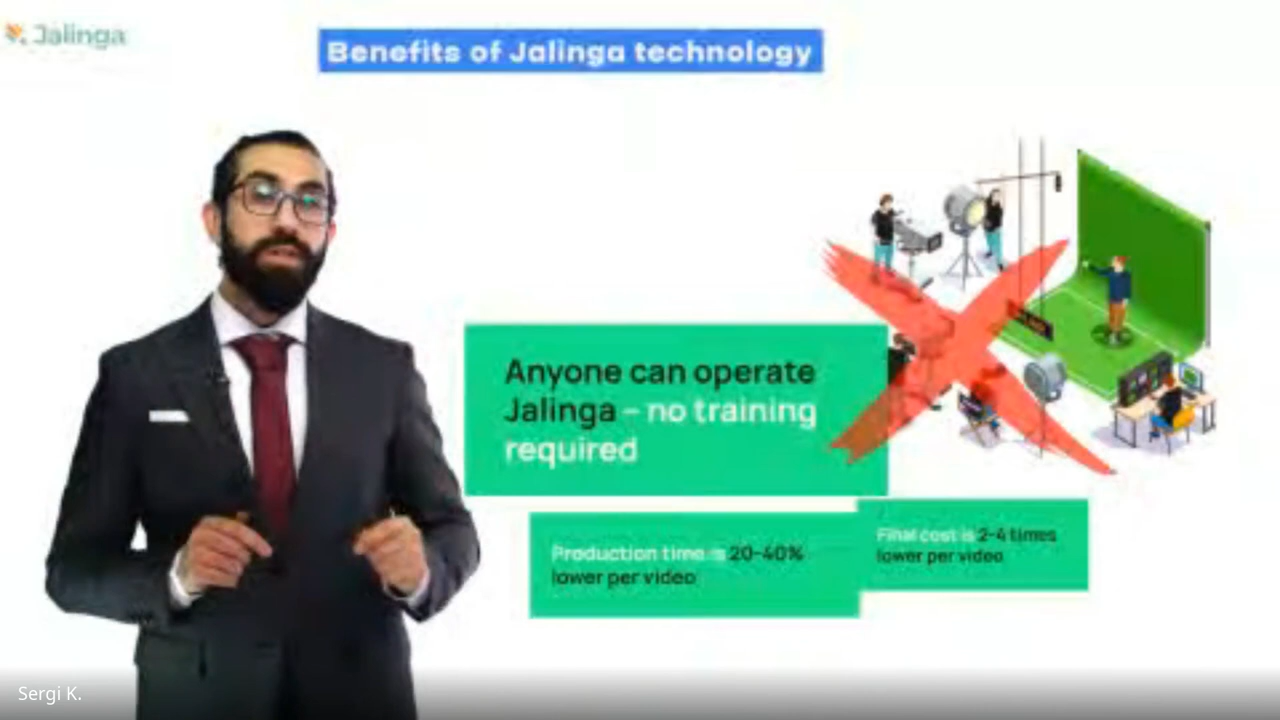 Jalinga
Benefits of Jalinga technology
Anyone can operate
Jalinga – no training
required
Production time is 20-40%
lower per video
Final cost is 2-4 times
lower per video
Sergi K.